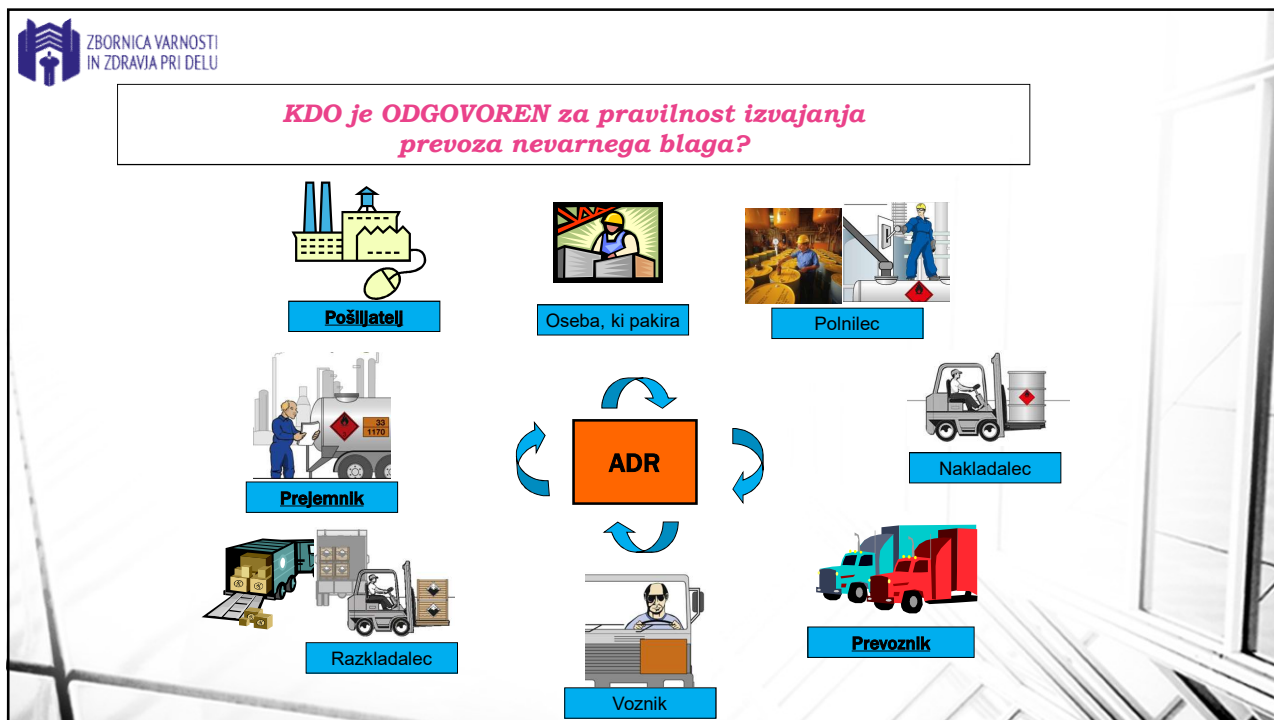 ZBORNICA VARNOSTI
IN ZDRAVJA PRI DELU
KDO je ODGOVOREN za pravilnost izvajanja
prevoza nevarnega blaga?
Pošiljatelj
Oseba, ki pakira
Polnilec
33
1170
Prejemnik
ADR
Nakladalec
Razkladalec
Voznik
Prevoznik